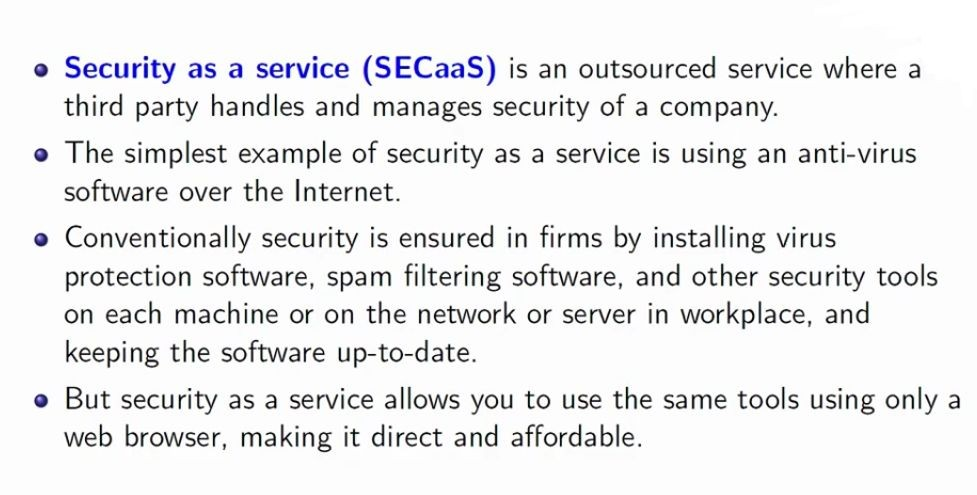 Security as a service (SECaaS) is an outsourced service where a
third party handles and manages security of a company.
The simplest example of security as a service is using an anti-virus
software over the Internet.
Conventionally security is ensured in firms by installing virus
protection software, spam filtering software, and other security tools
on each machine or on the network or server in workplace, and
keeping the software up-to-date.
But security as a service allows you to use the same tools using only a
web browser, making it direct and affordable.